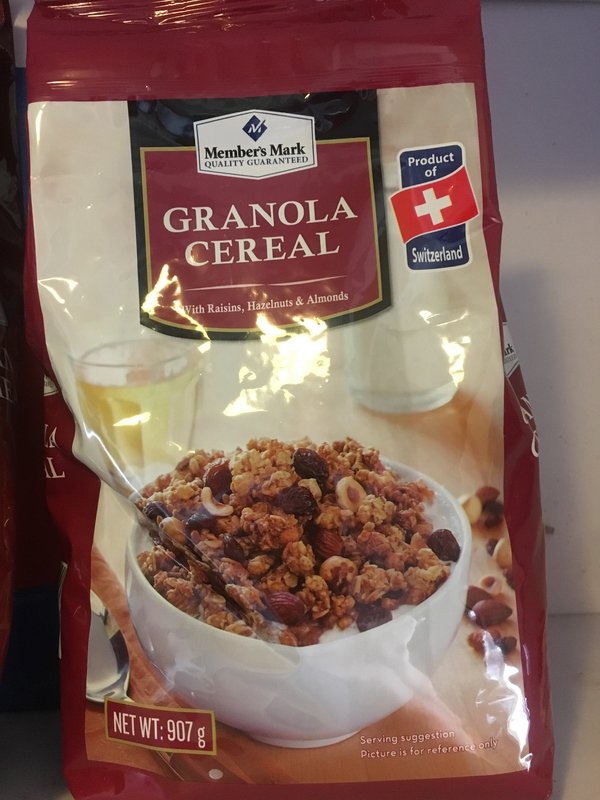 Member's Mark
QUALITY GUARANTEED
GRANOLA
CEREAL
With Raisins, Hazelnuts & Almonds
Product
of
Switzerland
NET WT: 907 g
Serving suggestion
Picture is for reference only